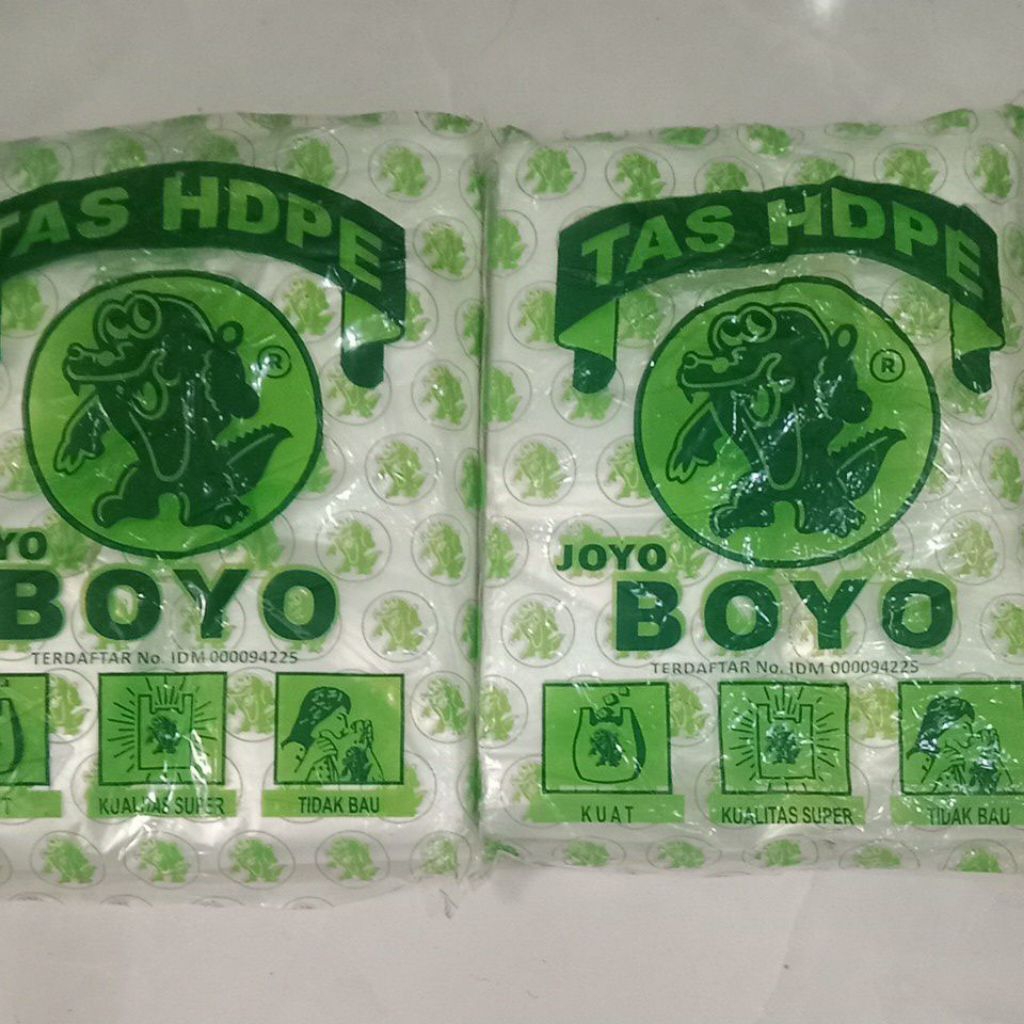 TAS HDPE
®
YO
BOYO
TERDAFTAR No. IDM 000094225
T
KUALITAS SUPER
TIDAK BAU
TAS HDPE
®
JOYO
BOYO
TERDAFTAR No. IDM 000094225
KUAT
KUALITAS SUPER
TIDAK BAU